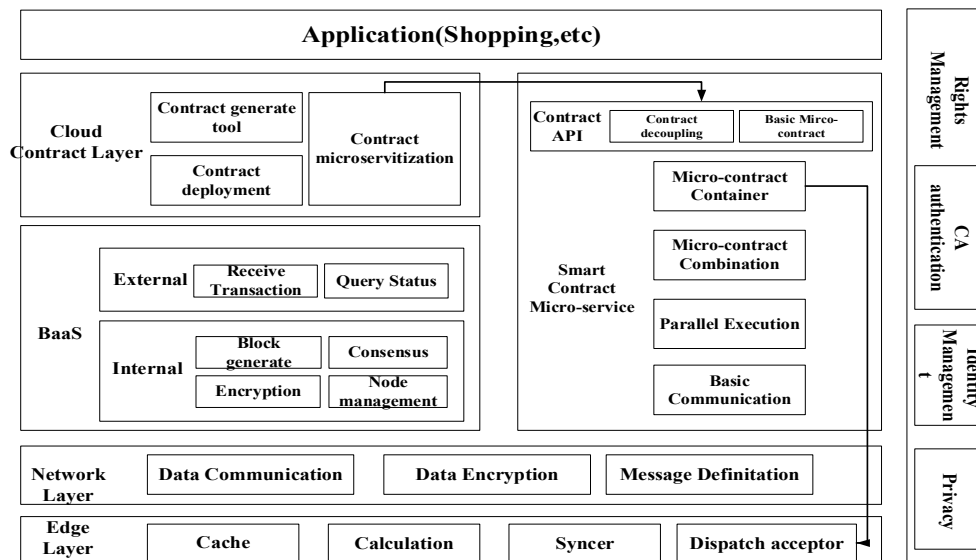 Application(Shopping,etc)
Cloud
Contract Layer
Contract generate
tool
Contract
deployment
Contract
microservitization
Contract
API
Contract
decoupling
Basic Mirco-
contract
Micro-contract
Container
Micro-contract
Combination
Smart
Contract
Micro-service
Parallel Execution
Basic
Communication
BaaS
External
Receive
Transaction
Query Status
Internal
Block
generate
Consensus
Encryption
Node
management
Network
Layer
Data Communication
Data Encryption
Message Definitation
Edge
Layer
Cache
Calculation
Syncer
Dispatch acceptor
Rights
Management
CA
authentication
Identity
Managemen
t
Privacy